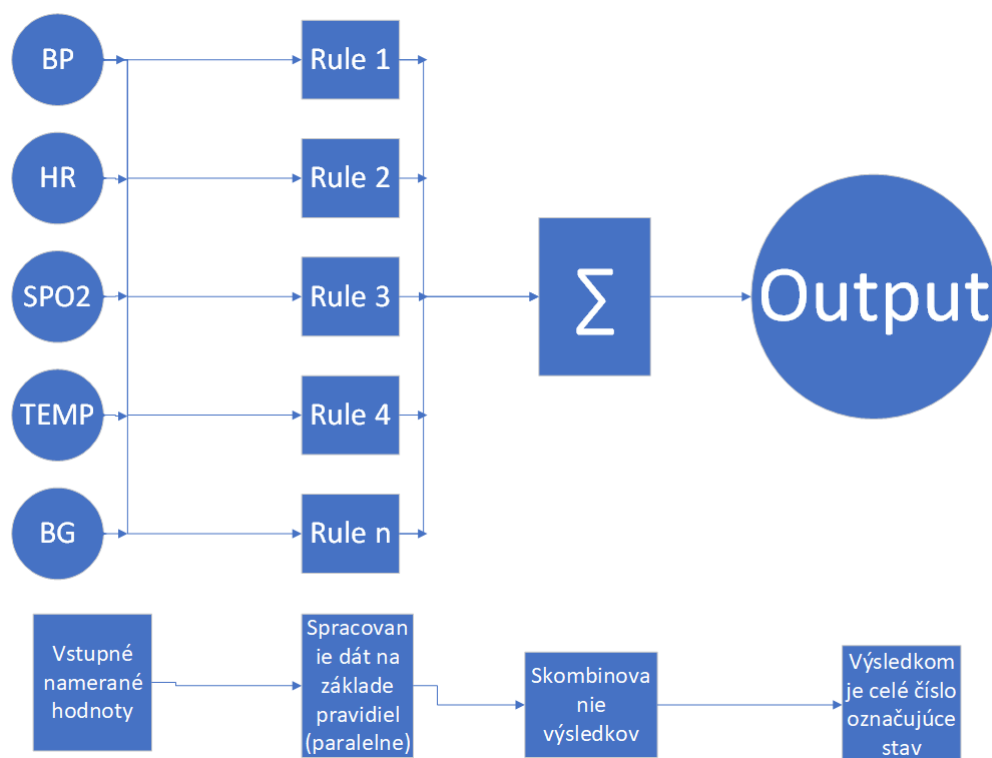 BP
Rule 1
HR
Rule 2
SPO2
Rule 3
∑
Output
TEMP
Rule 4
BG
Rule n
Vstupné
namerané
hodnoty
Spracovan
ie dát na
základe
pravidiel
(paralelne)
Skombinova
nie
výsledkov
Výsledkom
je celé číslo
označujúce
stav